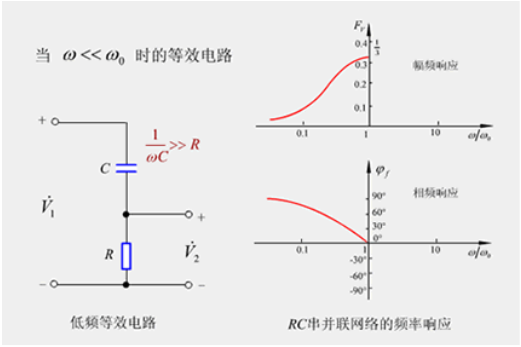 当 ω<<ω₀ 时的等效电路
+
C
1/ωC >> R
V̇₁
+
R
V̇₂
−
−
低频等效电路
F_V
0.4
1/3
0.3
0.2
0.1
幅频响应
0.1
1
10
ω/ω₀
φ_f
90°
60°
30°
0°
相频响应
0.1
1
10
ω/ω₀
-30°
-60°
-90°
RC串并联网络的频率响应